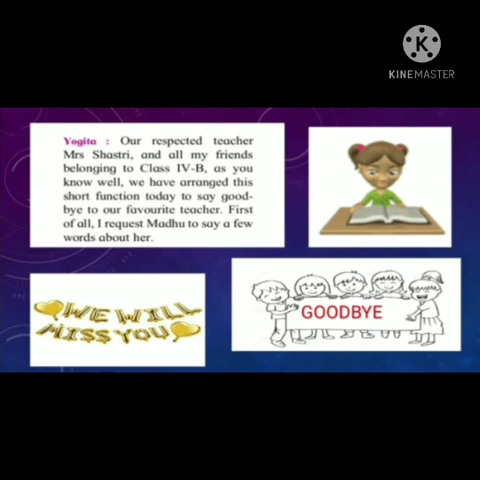 KINEMASTER
Yogita : Our respected teacher
Mrs Shastri, and all my friends
belonging to Class IV-B, as you
know well, we have arranged this
short function today to say good-
bye to our favourite teacher. First
of all, I request Madhu to say a few
words about her.
WE WILL
MISS YOU
GOODBYE